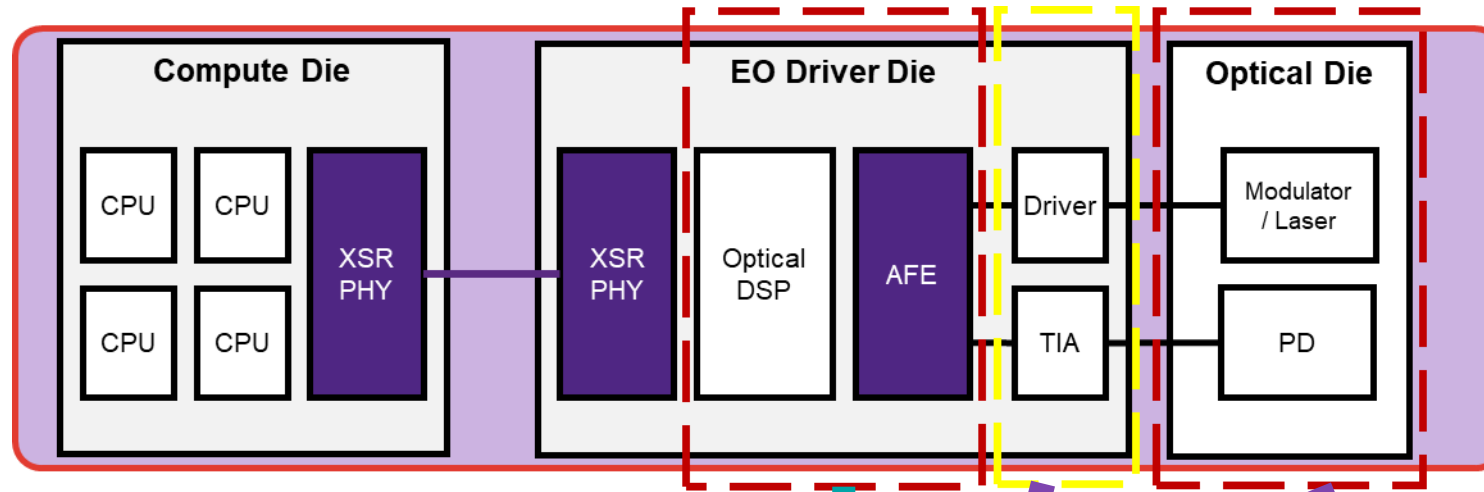 Compute Die
CPU
CPU
CPU
CPU
XSR
PHY
EO Driver Die
XSR
PHY
Optical
DSP
AFE
Driver
TIA
Optical Die
Modulator
/ Laser
PD